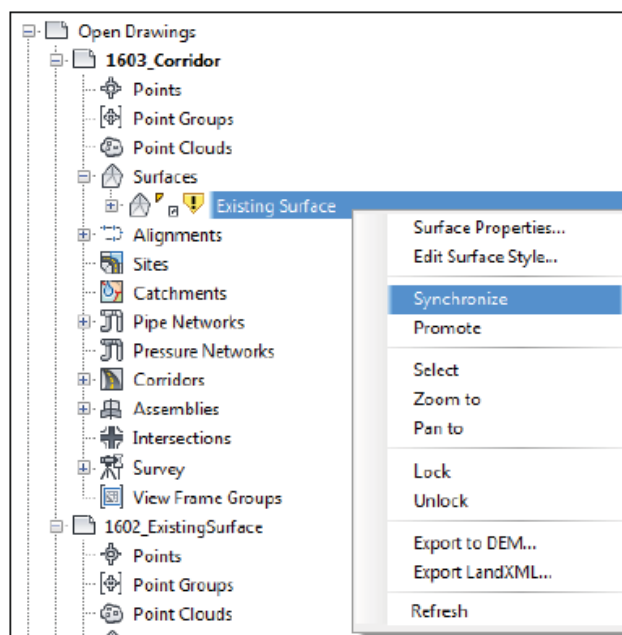 Open Drawings
1603_Corridor
Points
Point Groups
Point Clouds
Surfaces
Existing Surface
Alignments
Sites
Catchments
Pipe Networks
Pressure Networks
Corridors
Assemblies
Intersections
Survey
View Frame Groups
1602_ExistingSurface
Points
Point Groups
Point Clouds
Surface Properties...
Edit Surface Style...
Synchronize
Promote
Select
Zoom to
Pan to
Lock
Unlock
Export to DEM...
Export LandXML...
Refresh